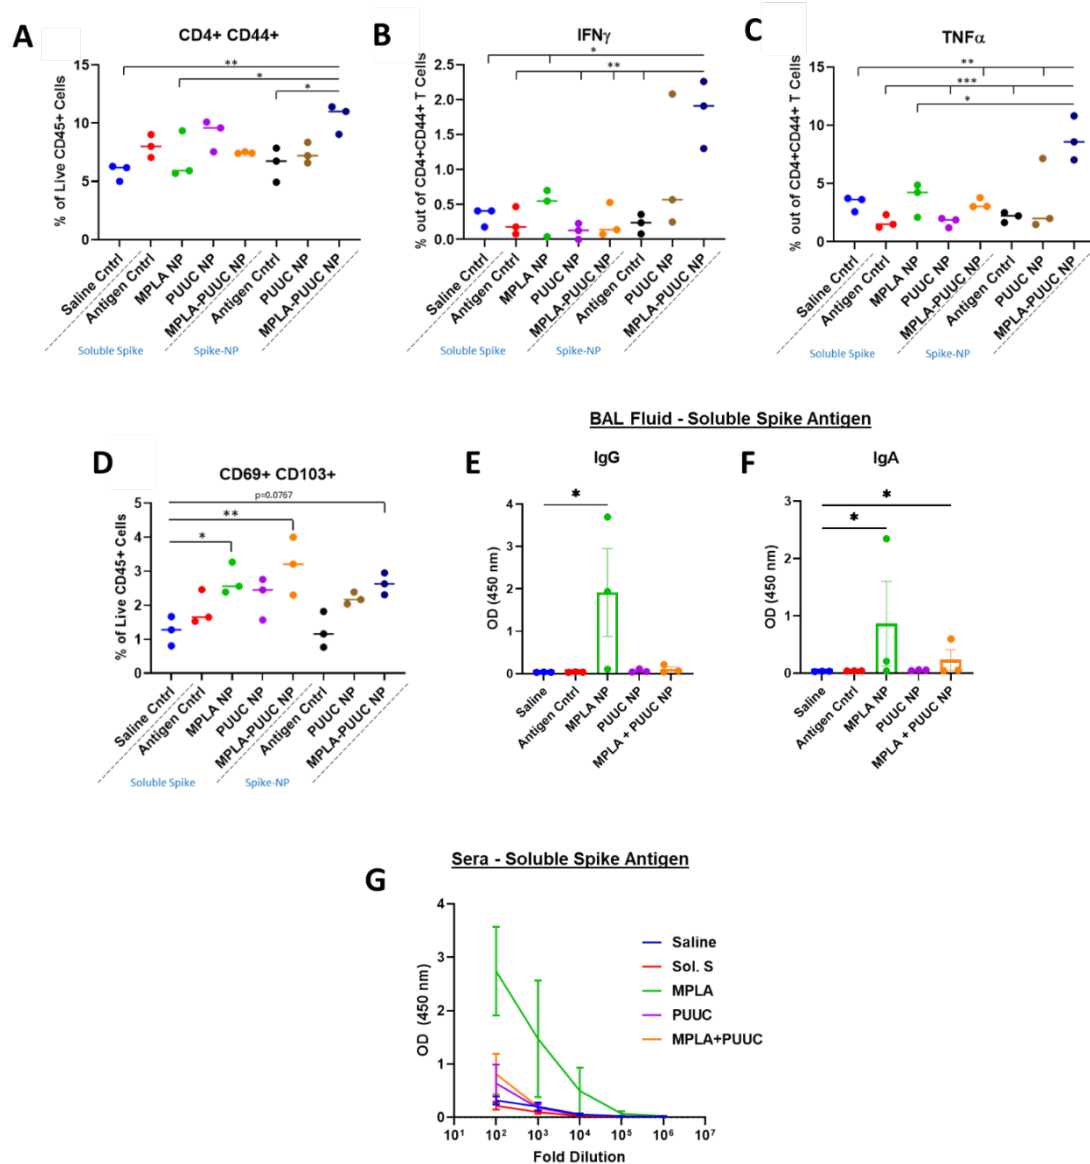 A
CD4+ CD44+
% of Live CD45+ Cells
15
10
5
0
**
*
*
Saline Cntrl
Antigen Cntrl
MPLA NP
PUUC NP
MPLA-PUUC NP
Antigen Cntrl
PUUC NP
MPLA-PUUC NP
Soluble Spike
Spike-NP
B
IFNγ
% out of CD4+CD44+ T Cells
2.5
2.0
1.5
1.0
0.5
0.0
*
**
Saline Cntrl
Antigen Cntrl
MPLA NP
PUUC NP
MPLA-PUUC NP
Antigen Cntrl
PUUC NP
MPLA-PUUC NP
Soluble Spike
Spike-NP
C
TNFα
% out of CD4+CD44+ T Cells
15
10
5
0
**
***
*
Saline Cntrl
Antigen Cntrl
MPLA NP
PUUC NP
MPLA-PUUC NP
Antigen Cntrl
PUUC NP
MPLA-PUUC NP
Soluble Spike
Spike-NP
D
CD69+ CD103+
% of Live CD45+ Cells
5
4
3
2
1
0
p=0.0767
**
*
Saline Cntrl
Antigen Cntrl
MPLA NP
PUUC NP
MPLA-PUUC NP
Antigen Cntrl
PUUC NP
MPLA-PUUC NP
Soluble Spike
Spike-NP
BAL Fluid - Soluble Spike Antigen
E
IgG
OD (450 nm)
4
3
2
1
0
*
Saline
Antigen Cntrl
MPLA NP
PUUC NP
MPLA + PUUC NP
F
IgA
OD (450 nm)
3
2
1
0
*
*
Saline
Antigen Cntrl
MPLA NP
PUUC NP
MPLA + PUUC NP
Sera - Soluble Spike Antigen
G
OD (450 nm)
4
3
2
1
0
Saline
Sol. S
MPLA
PUUC
MPLA+PUUC
10¹ 10² 10³ 10⁴ 10⁵ 10⁶ 10⁷
Fold Dilution